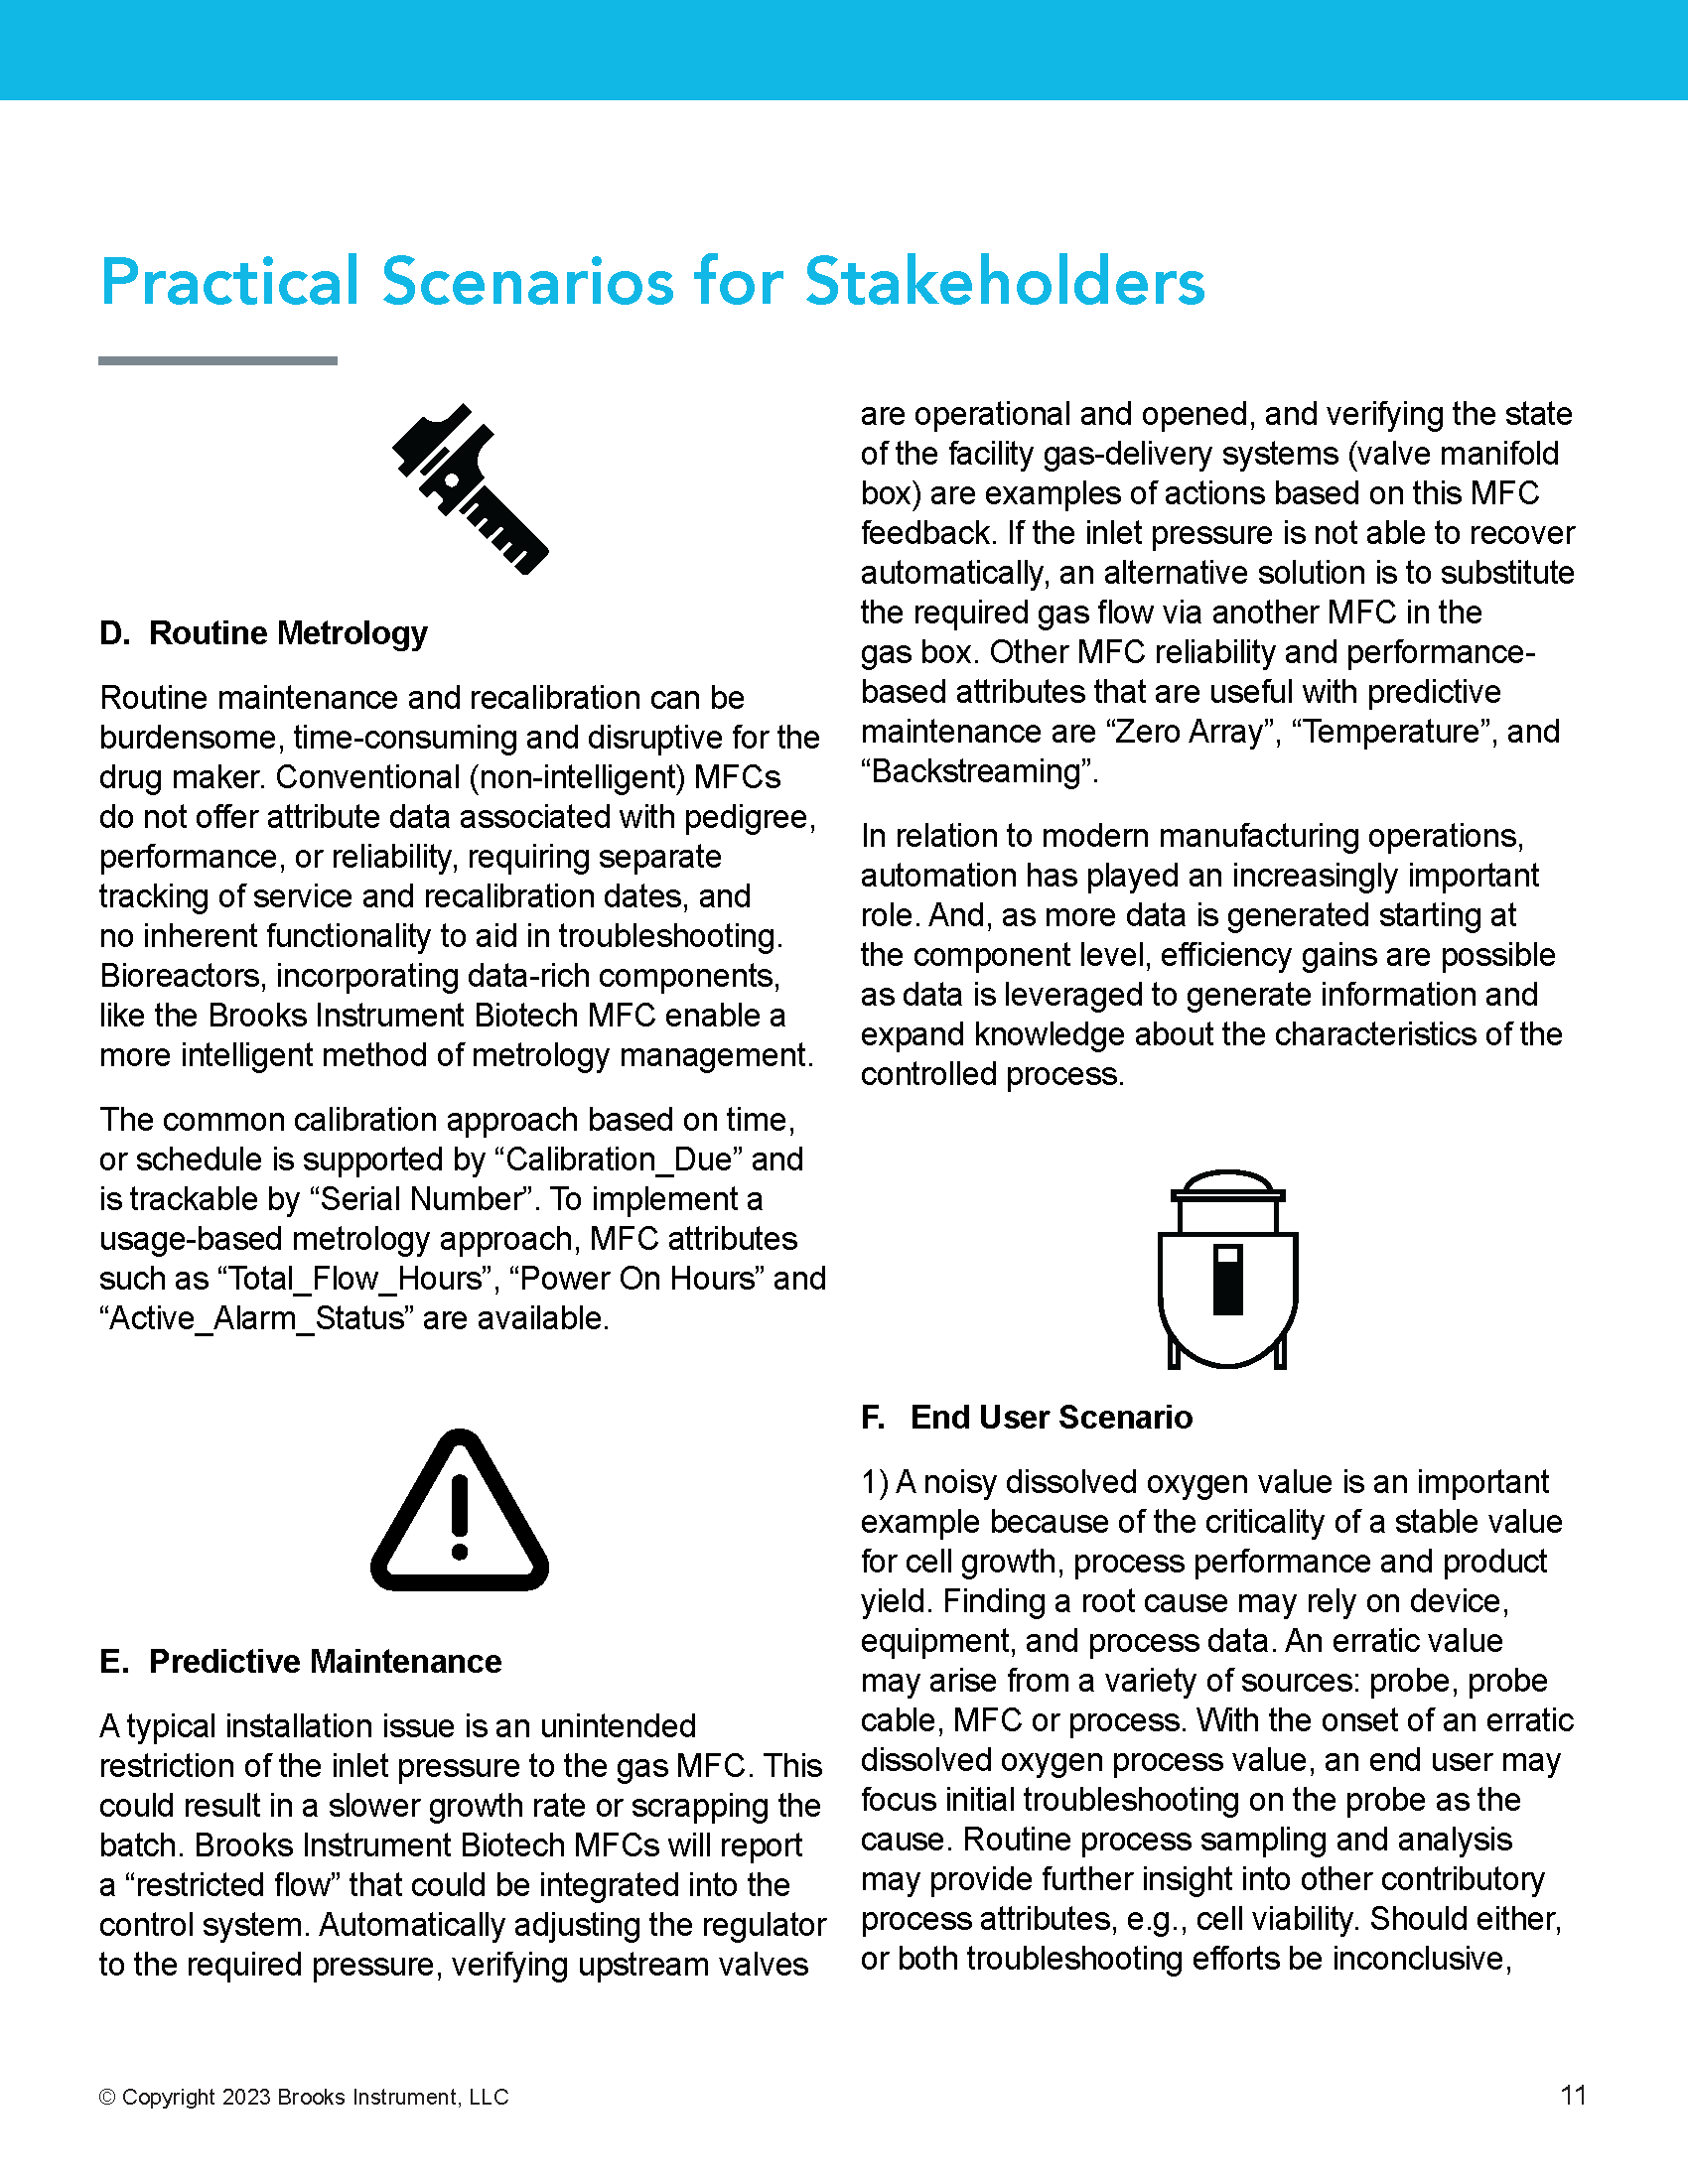 Practical Scenarios for Stakeholders
D. Routine Metrology
Routine maintenance and recalibration can be
burdensome, time-consuming and disruptive for the
drug maker. Conventional (non-intelligent) MFCs
do not offer attribute data associated with pedigree,
performance, or reliability, requiring separate
tracking of service and recalibration dates, and
no inherent functionality to aid in troubleshooting.
Bioreactors, incorporating data-rich components,
like the Brooks Instrument Biotech MFC enable a
more intelligent method of metrology management.
The common calibration approach based on time,
or schedule is supported by “Calibration_Due” and
is trackable by “Serial Number”. To implement a
usage-based metrology approach, MFC attributes
such as “Total_Flow_Hours”, “Power On Hours” and
“Active_Alarm_Status” are available.
E. Predictive Maintenance
A typical installation issue is an unintended
restriction of the inlet pressure to the gas MFC. This
could result in a slower growth rate or scrapping the
batch. Brooks Instrument Biotech MFCs will report
a “restricted flow” that could be integrated into the
control system. Automatically adjusting the regulator
to the required pressure, verifying upstream valves
are operational and opened, and verifying the state
of the facility gas-delivery systems (valve manifold
box) are examples of actions based on this MFC
feedback. If the inlet pressure is not able to recover
automatically, an alternative solution is to substitute
the required gas flow via another MFC in the
gas box. Other MFC reliability and performance-
based attributes that are useful with predictive
maintenance are “Zero Array”, “Temperature”, and
“Backstreaming”.
In relation to modern manufacturing operations,
automation has played an increasingly important
role. And, as more data is generated starting at
the component level, efficiency gains are possible
as data is leveraged to generate information and
expand knowledge about the characteristics of the
controlled process.
F. End User Scenario
1) A noisy dissolved oxygen value is an important
example because of the criticality of a stable value
for cell growth, process performance and product
yield. Finding a root cause may rely on device,
equipment, and process data. An erratic value
may arise from a variety of sources: probe, probe
cable, MFC or process. With the onset of an erratic
dissolved oxygen process value, an end user may
focus initial troubleshooting on the probe as the
cause. Routine process sampling and analysis
may provide further insight into other contributory
process attributes, e.g., cell viability. Should either,
or both troubleshooting efforts be inconclusive,
© Copyright 2023 Brooks Instrument, LLC
11